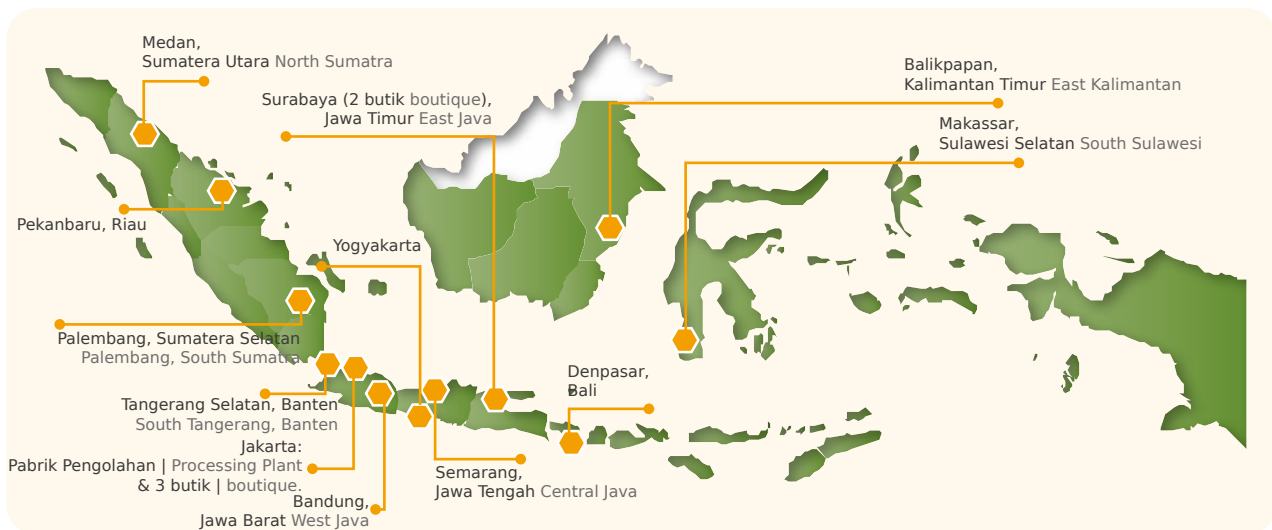 Medan,
Sumatera Utara North Sumatra
Surabaya (2 butik boutique),
Jawa Timur East Java
Balikpapan,
Kalimantan Timur East Kalimantan
Makassar,
Sulawesi Selatan South Sulawesi
Pekanbaru, Riau
Yogyakarta
Palembang, Sumatera Selatan
Palembang, South Sumatra
Denpasar,
Bali
Tangerang Selatan, Banten
South Tangerang, Banten
Jakarta:
Pabrik Pengolahan | Processing Plant
& 3 butik | boutique.
Semarang,
Jawa Tengah Central Java
Bandung,
Jawa Barat West Java